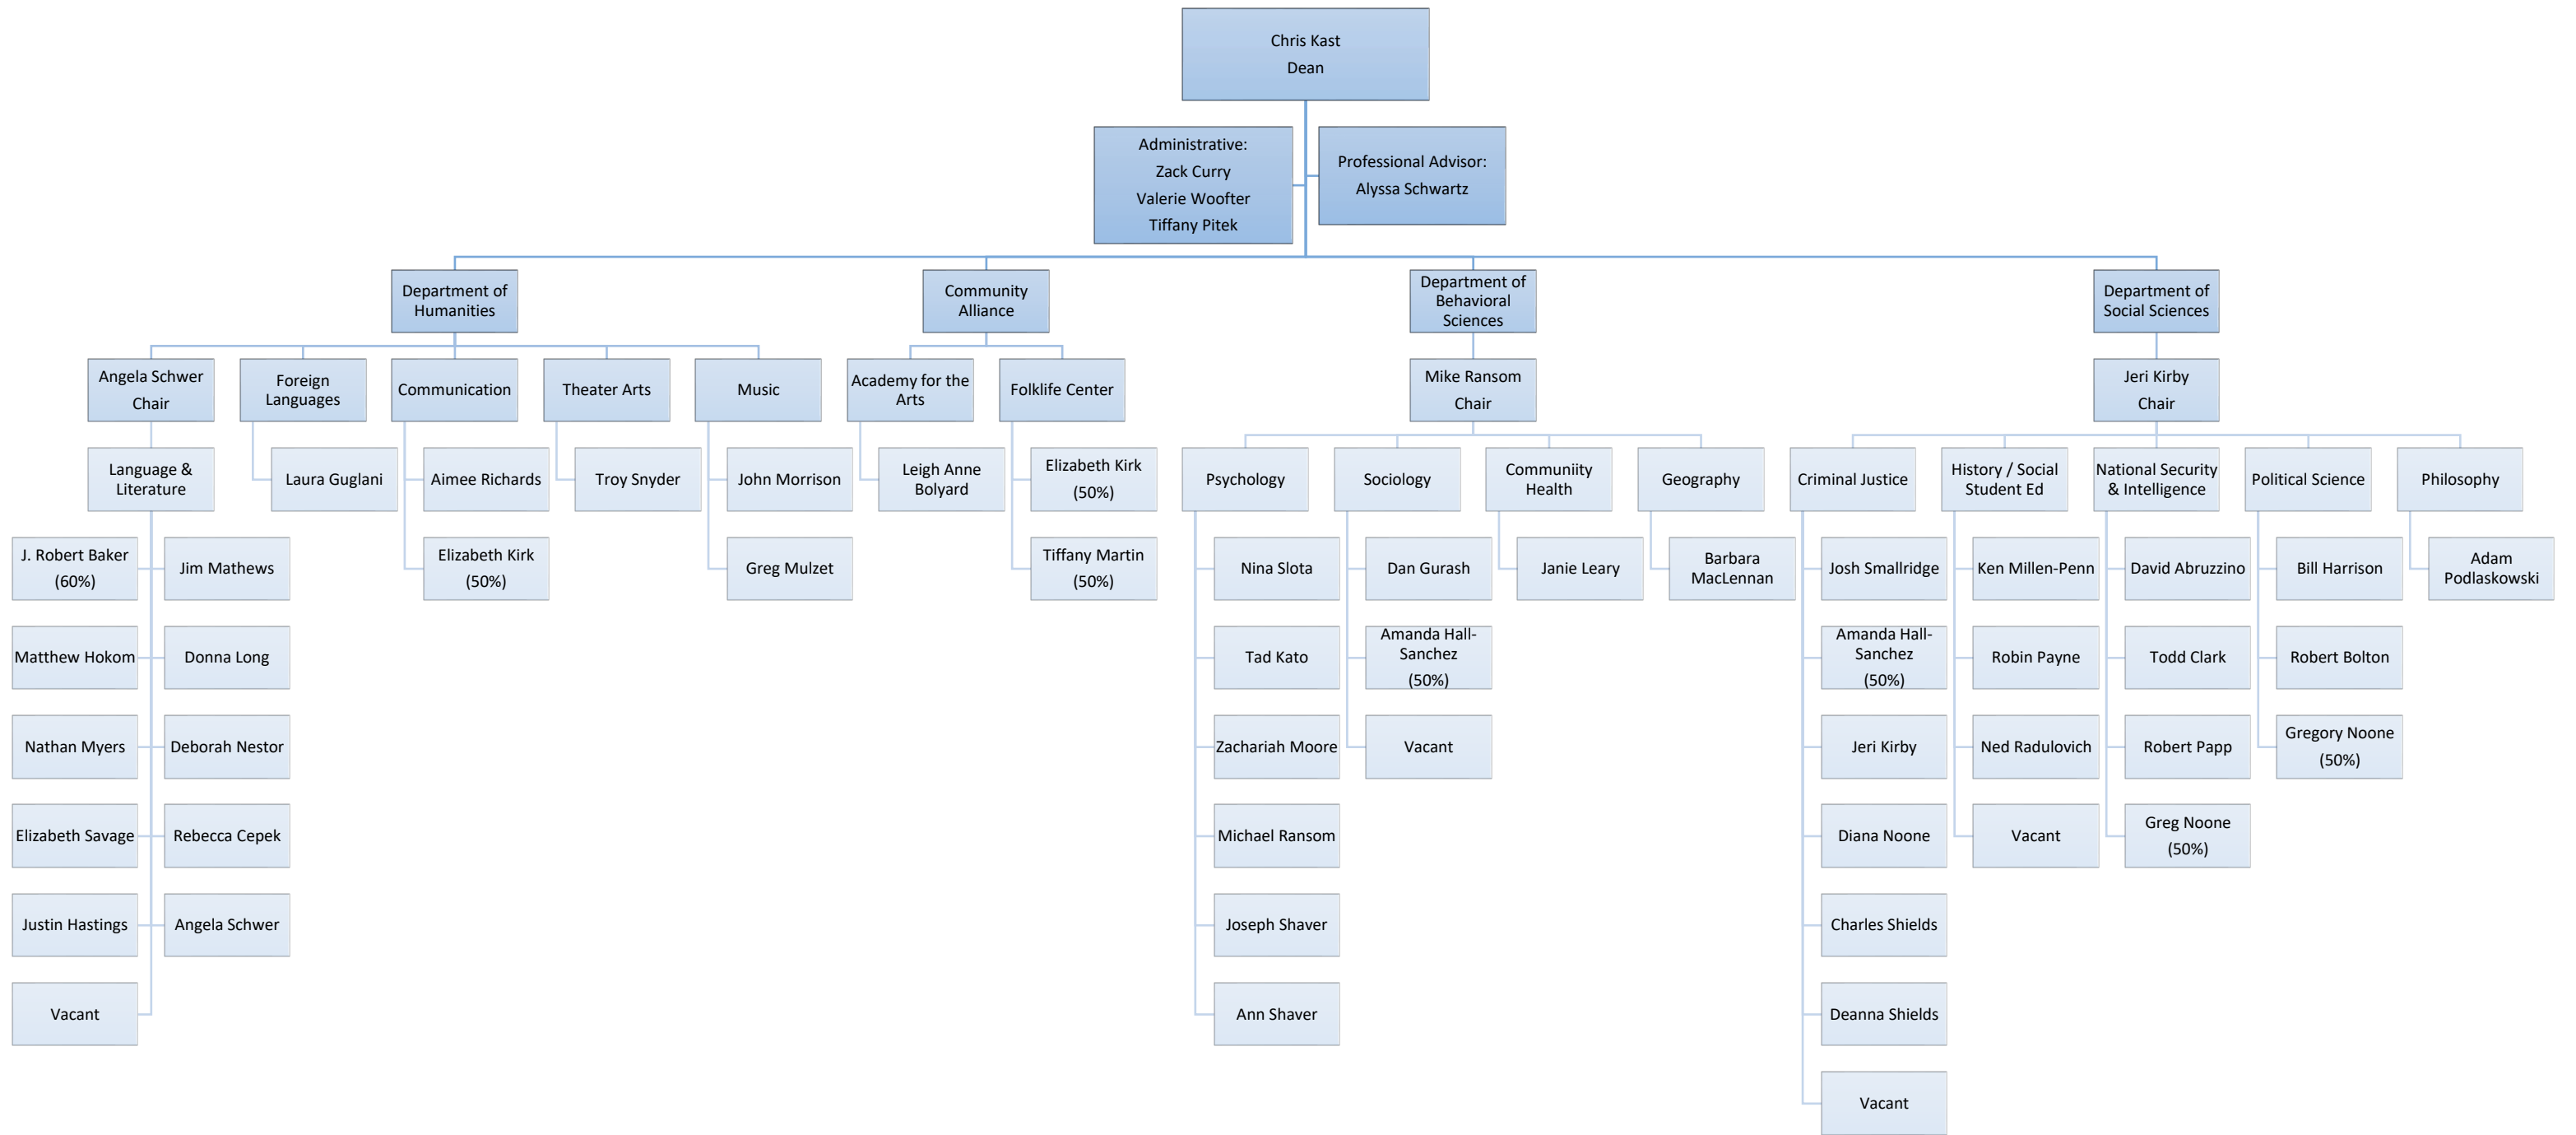 Chris Kast
Dean
Administrative:
Zack Curry
Valerie Woofter
Tiffany Pitek
Professional Advisor:
Alyssa Schwartz
Department of
Humanities
Community
Alliance
Department of
Behavioral
Sciences
Department of
Social Sciences
Angela Schwer
Chair
Foreign
Languages
Communication
Theater Arts
Music
Academy for the
Arts
Folklife Center
Mike Ransom
Chair
Jeri Kirby
Chair
Language &
Literature
Laura Guglani
Aimee Richards
Troy Snyder
John Morrison
Leigh Anne
Bolyard
Elizabeth Kirk
(50%)
Psychology
Sociology
Communiity
Health
Geography
Criminal Justice
History / Social
Student Ed
National Security
& Intelligence
Political Science
Philosophy
J. Robert Baker
(60%)
Jim Mathews
Elizabeth Kirk
(50%)
Greg Mulzet
Tiffany Martin
(50%)
Nina Slota
Dan Gurash
Janie Leary
Barbara
MacLennan
Josh Smallridge
Ken Millen-Penn
David Abruzzino
Bill Harrison
Adam
Podlaskowski
Matthew Hokom
Donna Long
Tad Kato
Amanda Hall-
Sanchez
(50%)
Amanda Hall-
Sanchez
(50%)
Robin Payne
Todd Clark
Robert Bolton
Nathan Myers
Deborah Nestor
Zachariah Moore
Vacant
Jeri Kirby
Ned Radulovich
Robert Papp
Gregory Noone
(50%)
Elizabeth Savage
Rebecca Cepek
Michael Ransom
Diana Noone
Vacant
Greg Noone
(50%)
Justin Hastings
Angela Schwer
Joseph Shaver
Charles Shields
Vacant
Ann Shaver
Deanna Shields
Vacant